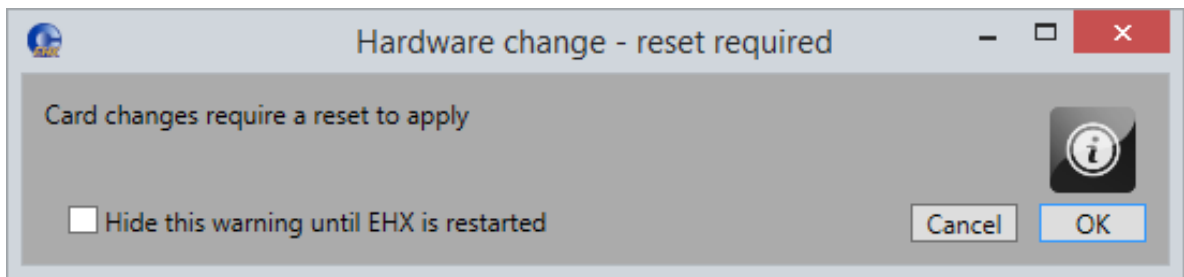 Hardware change - reset required
Card changes require a reset to apply
Hide this warning until EHX is restarted
Cancel
OK